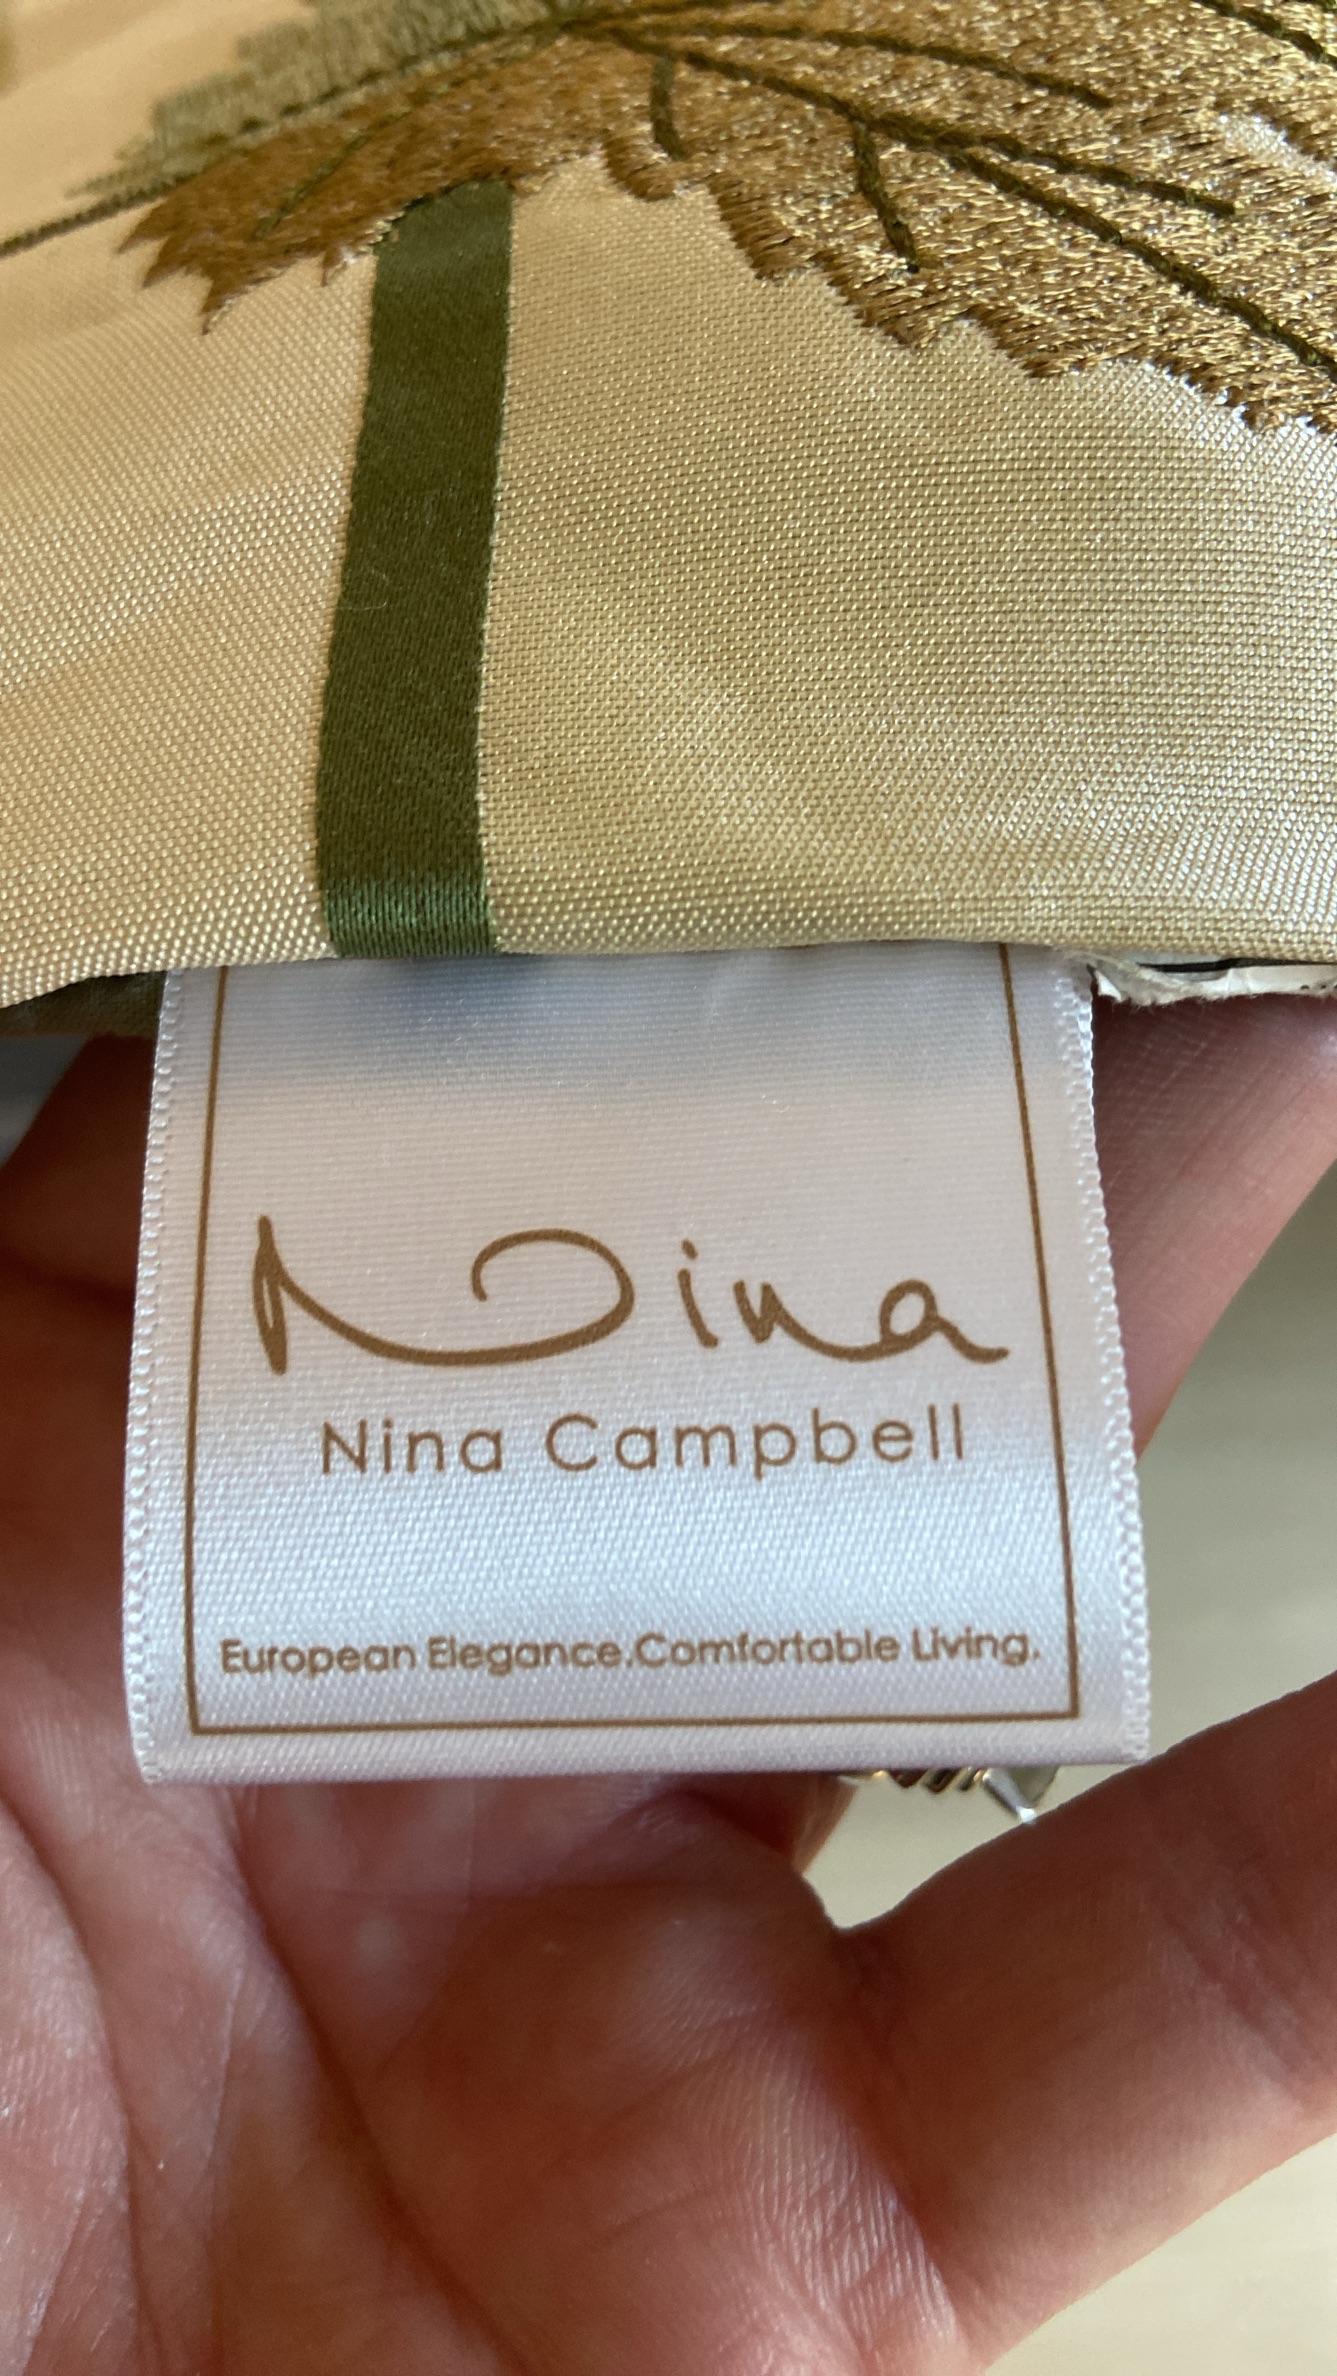 Nina
Nina Campbell
European Elegance.Comfortable Living.